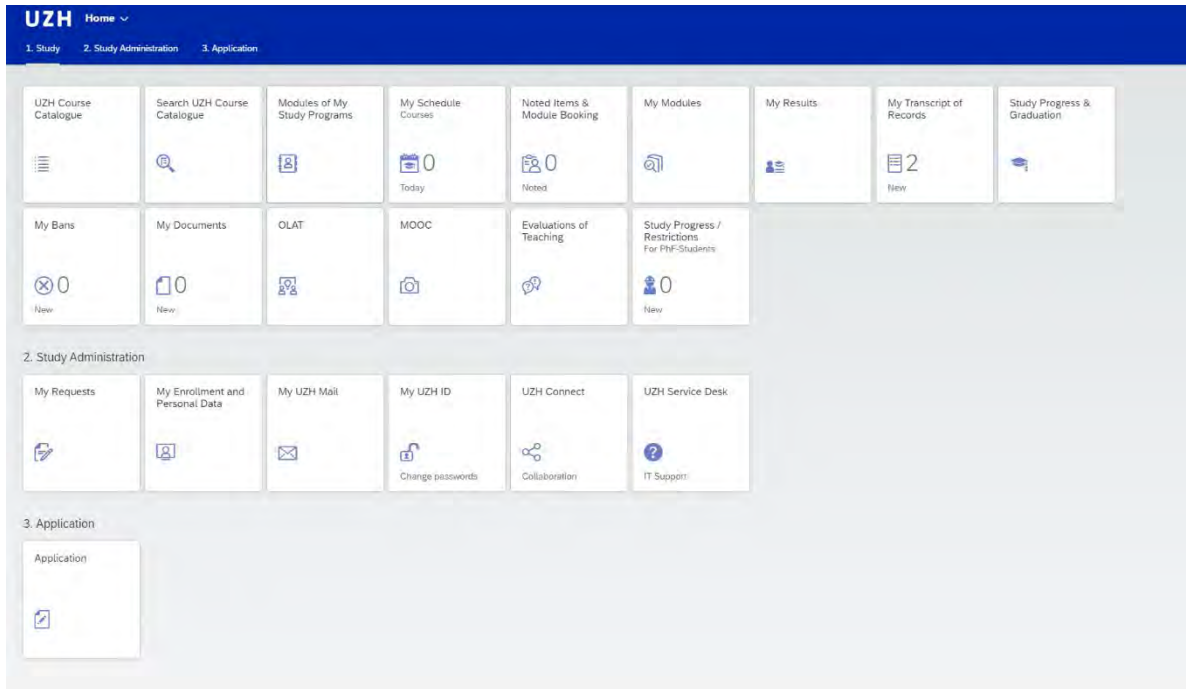 UZH Home
1. Study 2. Study Administration 3. Application
UZH Course
Catalogue
Search UZH Course
Catalogue
Modules of My
Study Programs
My Schedule
Courses
0
Today
Noted Items &
Module Booking
0
Noted
My Modules
My Results
My Transcript of
Records
2
New
Study Progress &
Graduation
My Bans
0
New
My Documents
0
New
OLAT
MOOC
Evaluations of
Teaching
Study Progress /
Restrictions
For PhF-Students
0
New
2. Study Administration
My Requests
My Enrollment and
Personal Data
My UZH Mail
My UZH ID
Change passwords
UZH Connect
Collaboration
UZH Service Desk
IT Support
3. Application
Application